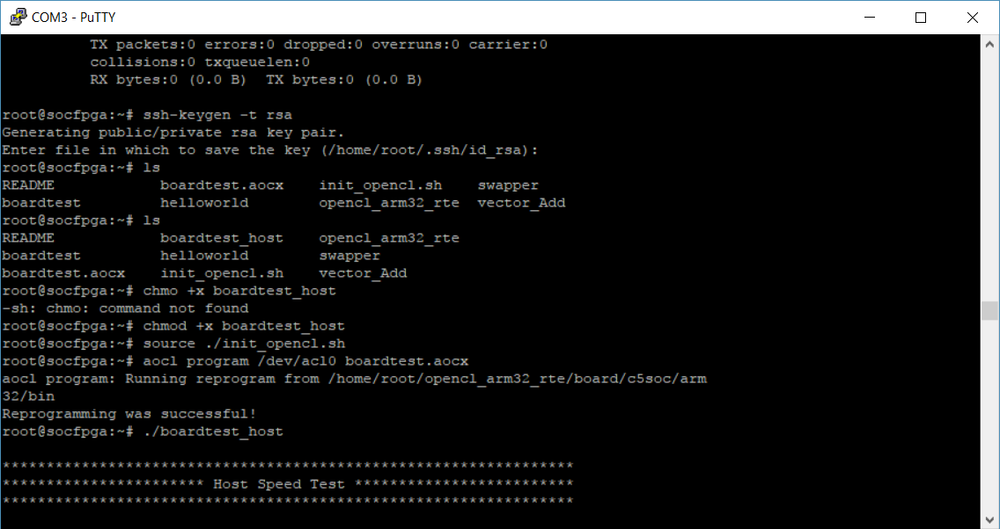 COM3 - PuTTY
TX packets:0 errors:0 dropped:0 overruns:0 carrier:0
collisions:0 txqueuelen:0
RX bytes:0 (0.0 B)  TX bytes:0 (0.0 B)
root@socfpga:~# ssh-keygen -t rsa
Generating public/private rsa key pair.
Enter file in which to save the key (/home/root/.ssh/id_rsa):
root@socfpga:~# ls
README            boardtest.aocx    init_opencl.sh    swapper
boardtest         helloworld        opencl_arm32_rte  vector_Add
root@socfpga:~# ls
README            boardtest_host    opencl_arm32_rte
boardtest         helloworld        swapper
boardtest.aocx    init_opencl.sh    vector_Add
root@socfpga:~# chmo +x boardtest_host
-sh: chmo: command not found
root@socfpga:~# chmod +x boardtest_host
root@socfpga:~# source ./init_opencl.sh
root@socfpga:~# aocl program /dev/acl0 boardtest.aocx
aocl program: Running reprogram from /home/root/opencl_arm32_rte/board/c5soc/arm
32/bin
Reprogramming was successful!
root@socfpga:~# ./boardtest_host
*****************************************************************
*********************** Host Speed Test *************************
*****************************************************************